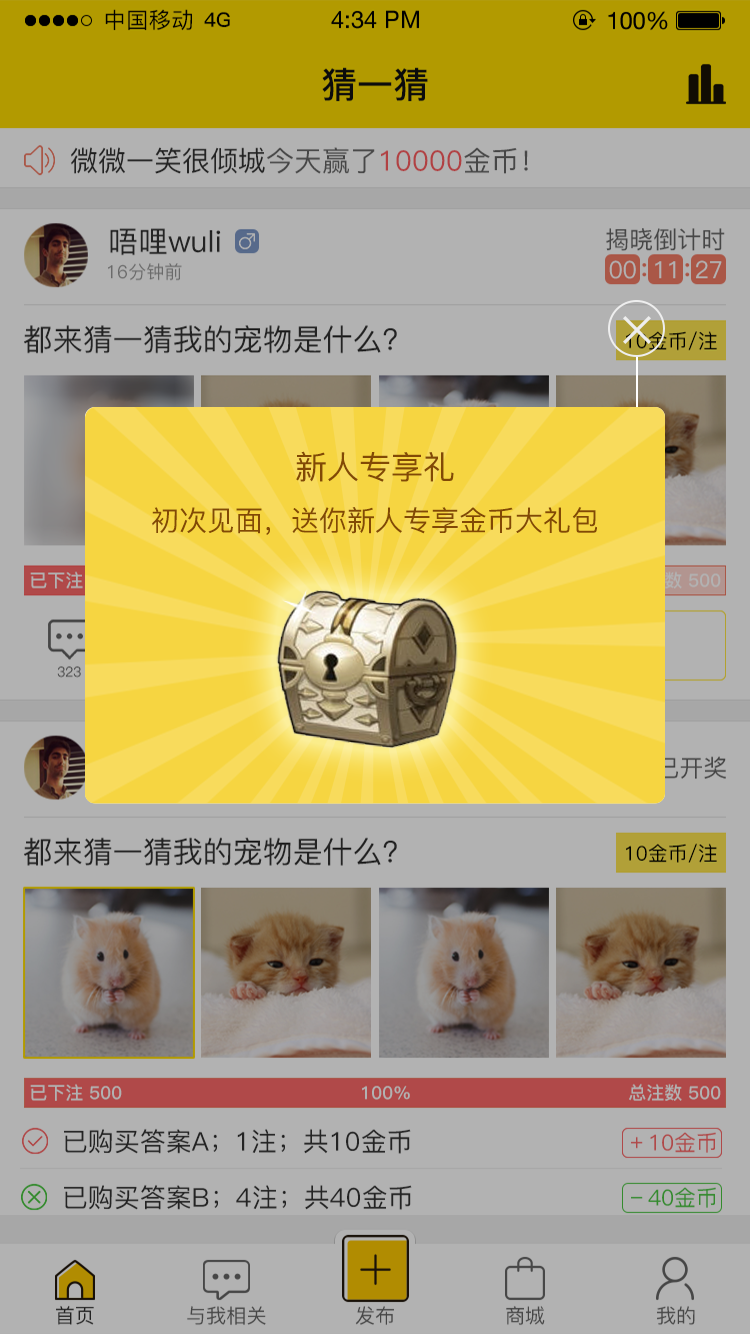 中国移动 4G 4:34 PM 100%
猜一猜
微微一笑很倾城今天赢了10000金币！
唔哩wuli
揭晓倒计时
16分钟前
00:11:27
都来猜一猜我的宠物是什么？
10金币/注
新人专享礼
初次见面，送你新人专享金币大礼包
已下注
数 500
323
已开奖
都来猜一猜我的宠物是什么？
10金币/注
已下注 500 100% 总注数 500
已购买答案A；1注；共10金币 +10金币
已购买答案B；4注；共40金币 －40金币
首页 与我相关 发布 商城 我的